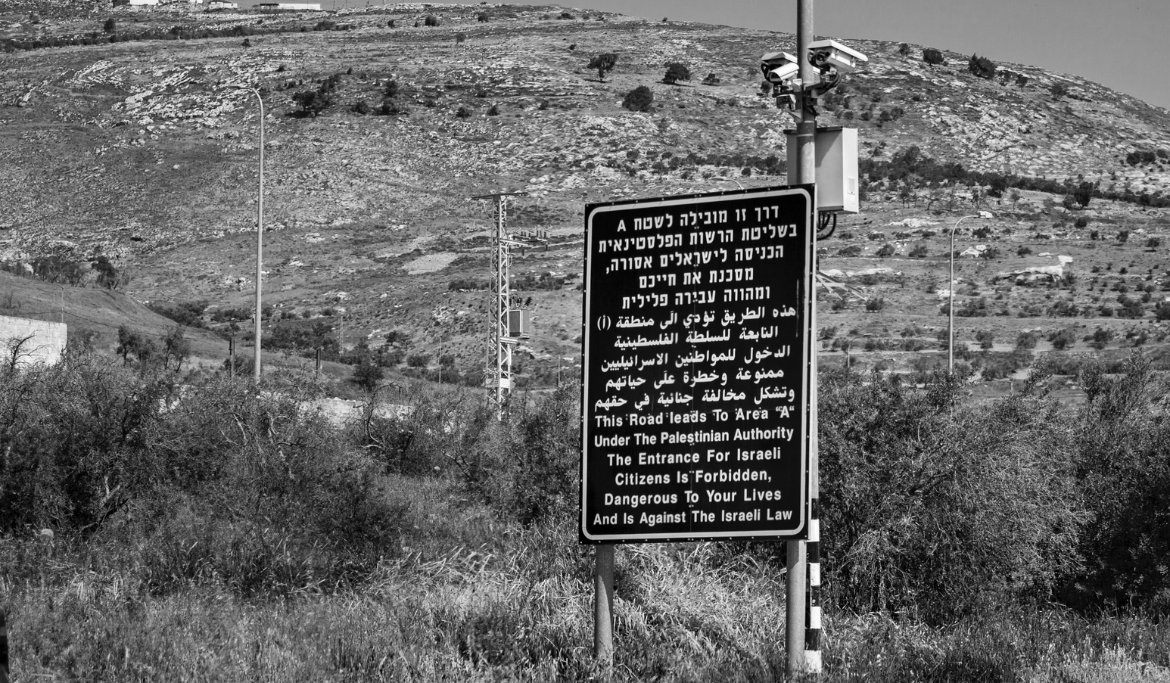 דרך זו מובילה לשטח A
בשליטת הרשות הפלסטינאית
הכניסה לישראלים אסורה,
מסכנת את חייכם
ומהווה עבירה פלילית
هذه الطريق تؤدي الى منطقة (أ)
التابعة للسلطة الفلسطينية
الدخول للمواطنين الاسرائيليين
ممنوعة وخطرة على حياتهم
وتشكل مخالفة جنائية في حقهم
This Road leads To Area "A"
Under The Palestinian Authority
The Entrance For Israeli
Citizens Is Forbidden,
Dangerous To Your Lives
And Is Against The Israeli Law